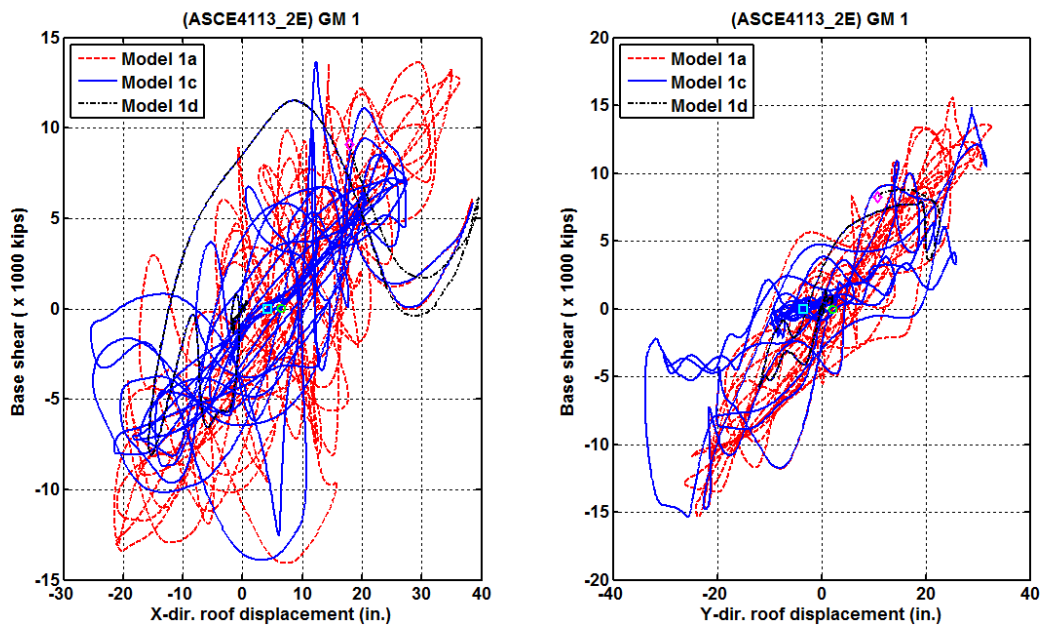 (ASCE4113_2E) GM 1
15
10
5
0
-5
-10
-15
-30
-20
-10
0
10
20
30
40
Base shear ( x 1000 kips)
X-dir. roof displacement (in.)
Model 1a
Model 1c
Model 1d
(ASCE4113_2E) GM 1
20
15
10
5
0
-5
-10
-15
-20
-40
-20
0
20
40
Base shear ( x 1000 kips)
Y-dir. roof displacement (in.)
Model 1a
Model 1c
Model 1d